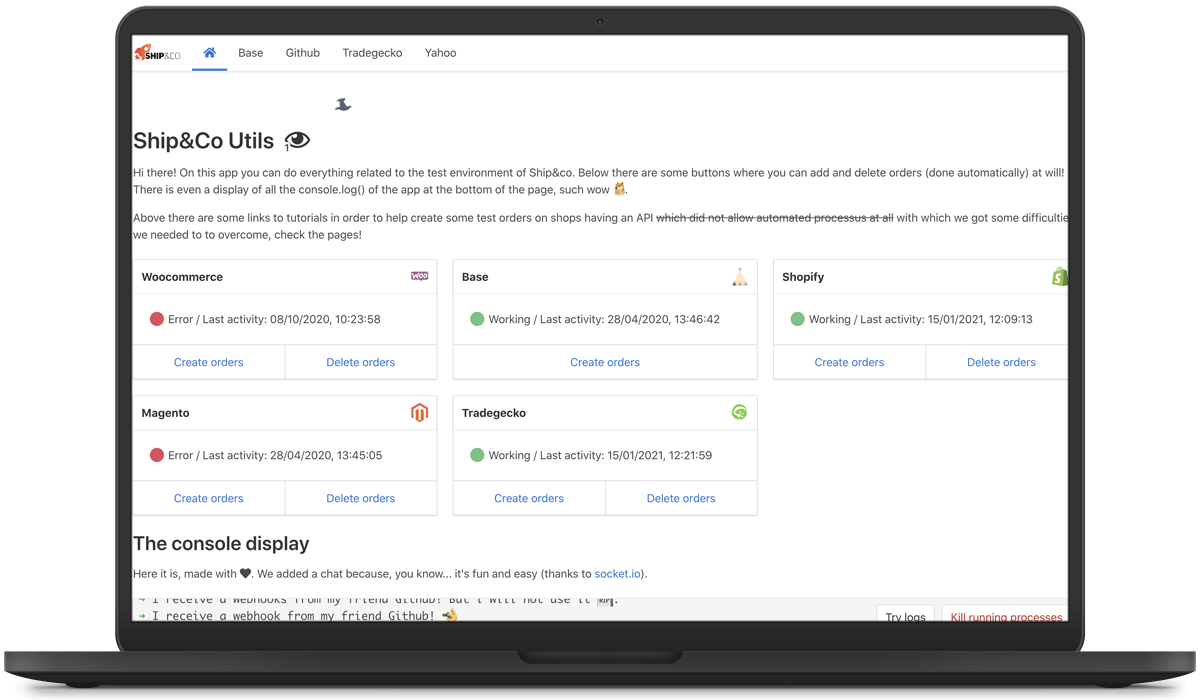 SHIP&CO
Base
Github
Tradegecko
Yahoo
Ship&Co Utils
1
Hi there! On this app you can do everything related to the test environment of Ship&co. Below there are some buttons where you can add and delete orders (done automatically) at will!
There is even a display of all the console.log() of the app at the bottom of the page, such wow 🐕.
Above there are some links to tutorials in order to help create some test orders on shops having an API which did not allow automated processus at all with which we got some difficultie
we needed to to overcome, check the pages!
Woocommerce
WOO
Error / Last activity: 08/10/2020, 10:23:58
Create orders
Delete orders
Base
Working / Last activity: 28/04/2020, 13:46:42
Create orders
Shopify
S
Working / Last activity: 15/01/2021, 12:09:13
Create orders
Delete orders
Magento
Error / Last activity: 28/04/2020, 13:45:05
Create orders
Delete orders
Tradegecko
Working / Last activity: 15/01/2021, 12:21:59
Create orders
Delete orders
The console display
Here it is, made with ♥. We added a chat because, you know... it's fun and easy (thanks to socket.io).
→ I receive a webhooks from my friend Github! But i will not use it
→ I receive a webhook from my friend Github!
Try logs
Kill running processes